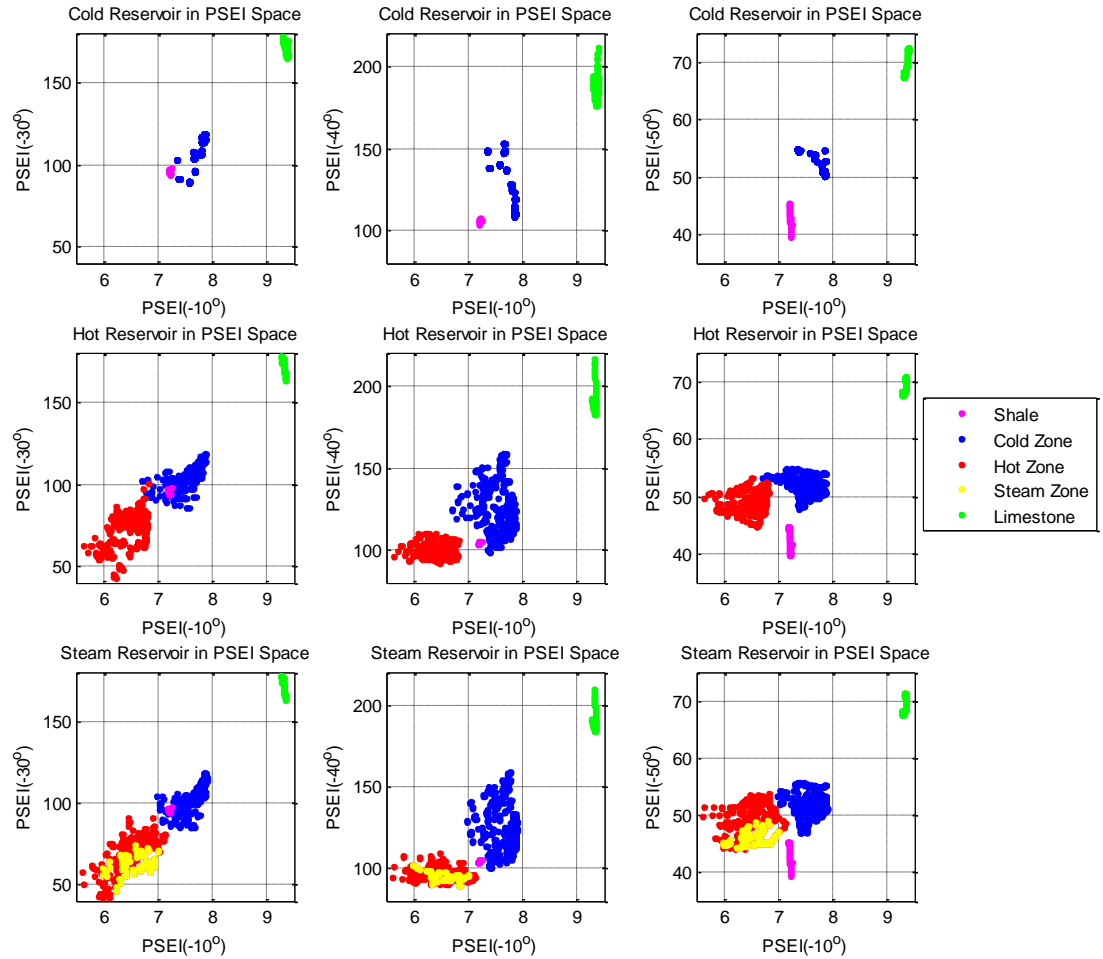 Cold Reservoir in PSEI Space Cold Reservoir in PSEI Space Cold Reservoir in PSEI Space
PSEI(-30⁰)
150
100
50
6 7 8 9
PSEI(-10⁰)
PSEI(-40⁰)
200
150
100
6 7 8 9
PSEI(-10⁰)
PSEI(-50⁰)
70
60
50
40
6 7 8 9
PSEI(-10⁰)
Hot Reservoir in PSEI Space Hot Reservoir in PSEI Space Hot Reservoir in PSEI Space
PSEI(-30⁰)
150
100
50
6 7 8 9
PSEI(-10⁰)
PSEI(-40⁰)
200
150
100
6 7 8 9
PSEI(-10⁰)
PSEI(-50⁰)
70
60
50
40
6 7 8 9
PSEI(-10⁰)
Shale
Cold Zone
Hot Zone
Steam Zone
Limestone
Steam Reservoir in PSEI Space Steam Reservoir in PSEI Space Steam Reservoir in PSEI Space
PSEI(-30⁰)
150
100
50
6 7 8 9
PSEI(-10⁰)
PSEI(-40⁰)
200
150
100
6 7 8 9
PSEI(-10⁰)
PSEI(-50⁰)
70
60
50
40
6 7 8 9
PSEI(-10⁰)